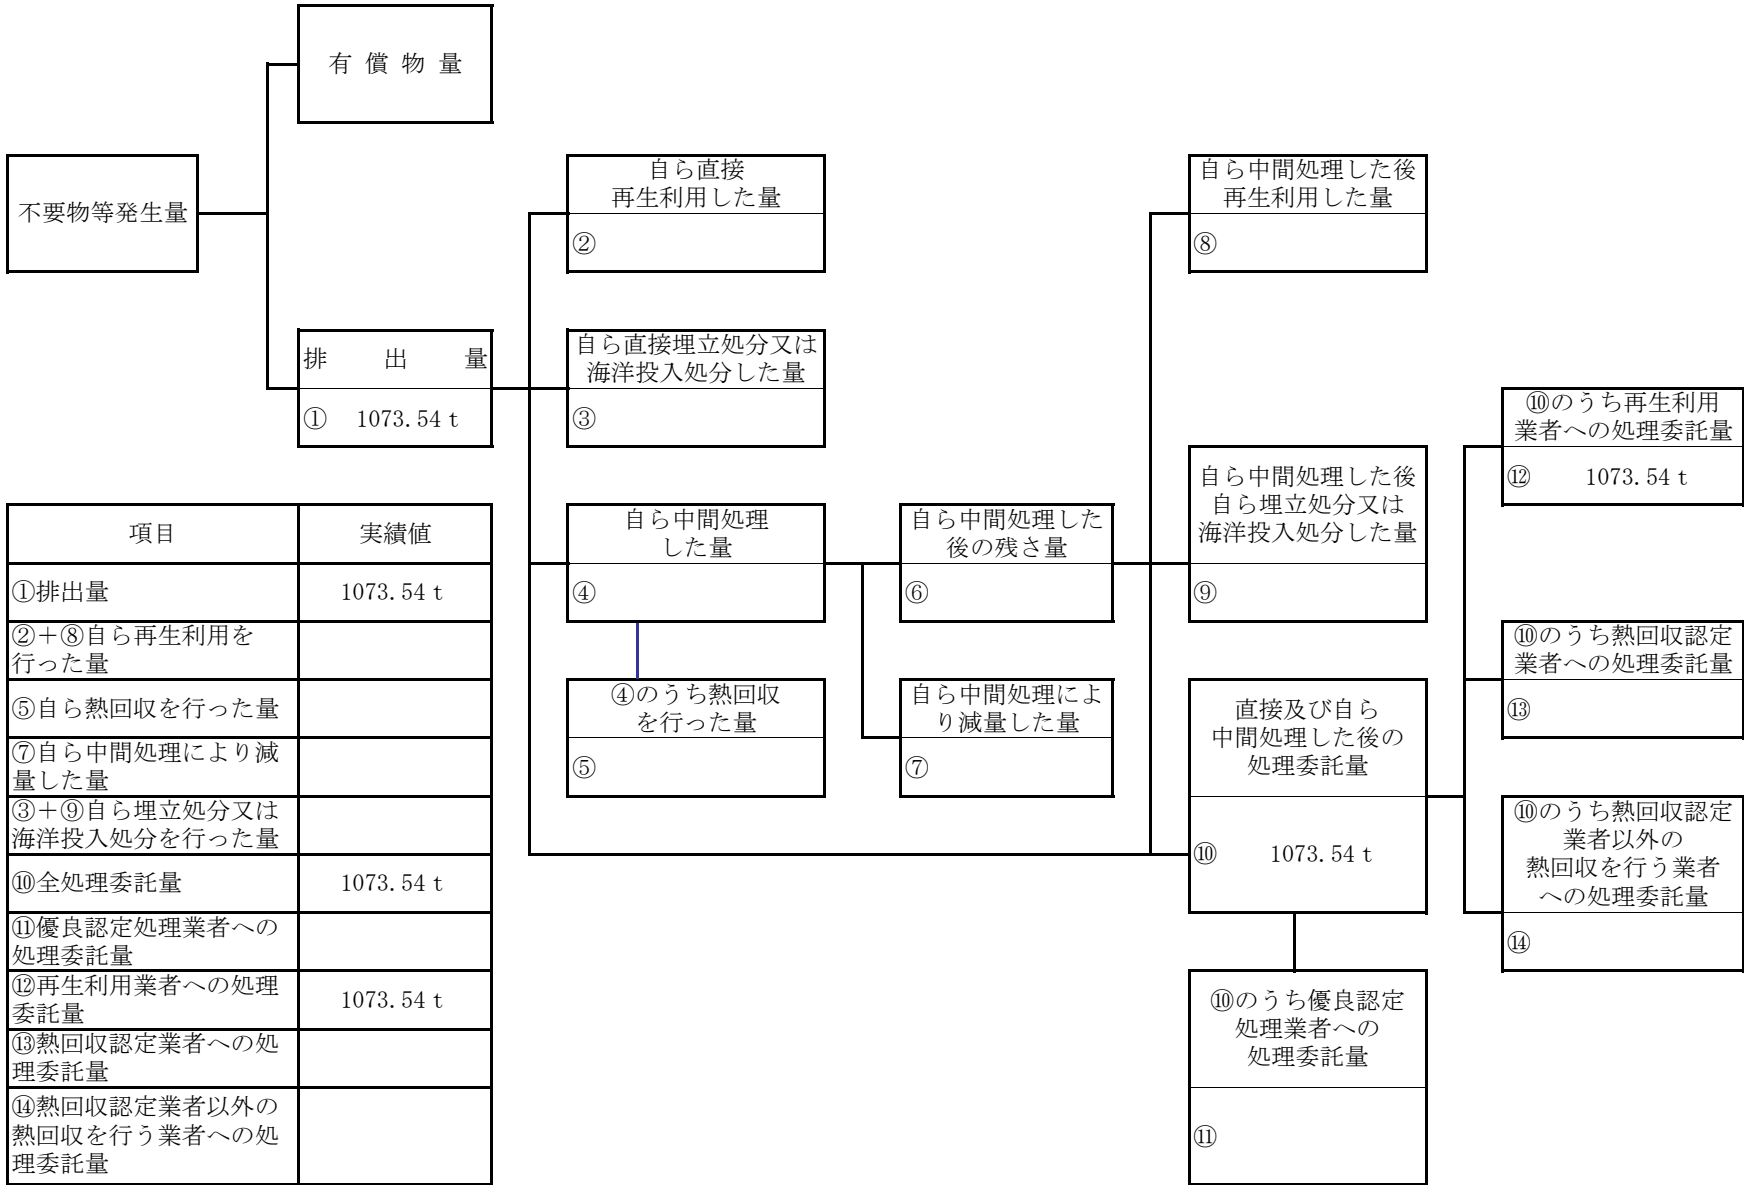 有償物量
不要物等発生量
自ら直接
再生利用した量
②
自ら中間処理した後
再生利用した量
⑧
排出量
① 1073.54 t
自ら直接埋立処分又は
海洋投入処分した量
③
⑩のうち再生利用
業者への処理委託量
⑫ 1073.54 t
自ら中間処理
した量
④
自ら中間処理した
後の残さ量
⑥
自ら中間処理した後
自ら埋立処分又は
海洋投入処分した量
⑨
⑩のうち熱回収認定
業者への処理委託量
⑬
④のうち熱回収
を行った量
⑤
自ら中間処理によ
り減量した量
⑦
直接及び自ら
中間処理した後の
処理委託量
⑩ 1073.54 t
⑩のうち熱回収認定
業者以外の
熱回収を行う業者
への処理委託量
⑭
⑩のうち優良認定
処理業者への
処理委託量
⑪
項目 実績値
①排出量 1073.54 t
②+⑧自ら再生利用を
行った量
⑤自ら熱回収を行った量
⑦自ら中間処理により減
量した量
③+⑨自ら埋立処分又は
海洋投入処分を行った量
⑩全処理委託量 1073.54 t
⑪優良認定処理業者への
処理委託量
⑫再生利用業者への処理
委託量 1073.54 t
⑬熱回収認定業者への処
理委託量
⑭熱回収認定業者以外の
熱回収を行う業者への処
理委託量